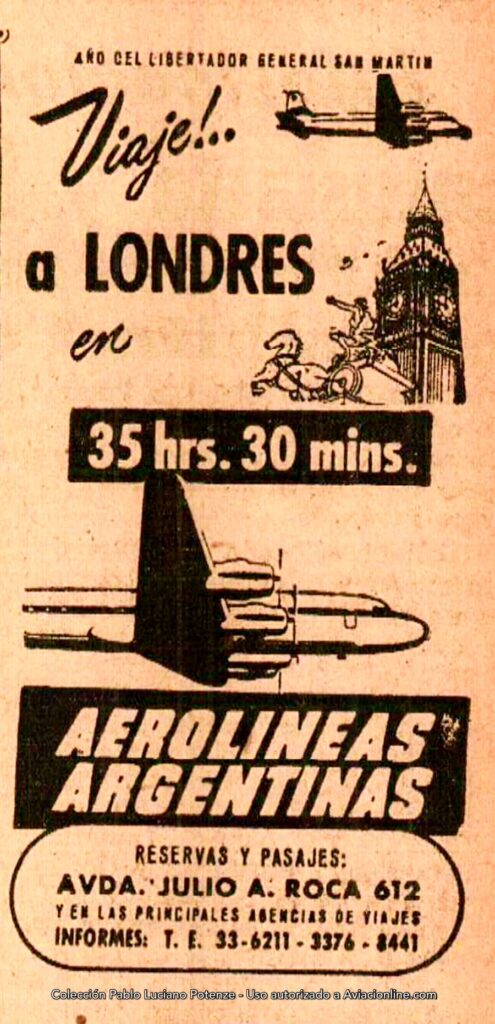 AÑO DEL LIBERTADOR GENERAL SAN MARTIN
Viaje!..
a LONDRES
en
35 hrs. 30 mins.
AEROLINEAS
ARGENTINAS
RESERVAS Y PASAJES:
AVDA. JULIO A. ROCA 612
Y EN LAS PRINCIPALES AGENCIAS DE VIAJES
INFORMES: T. E. 33-6211 - 3376 - 8441
Colección Pablo Luciano Potenze - Uso autorizado a Aviacionline.com